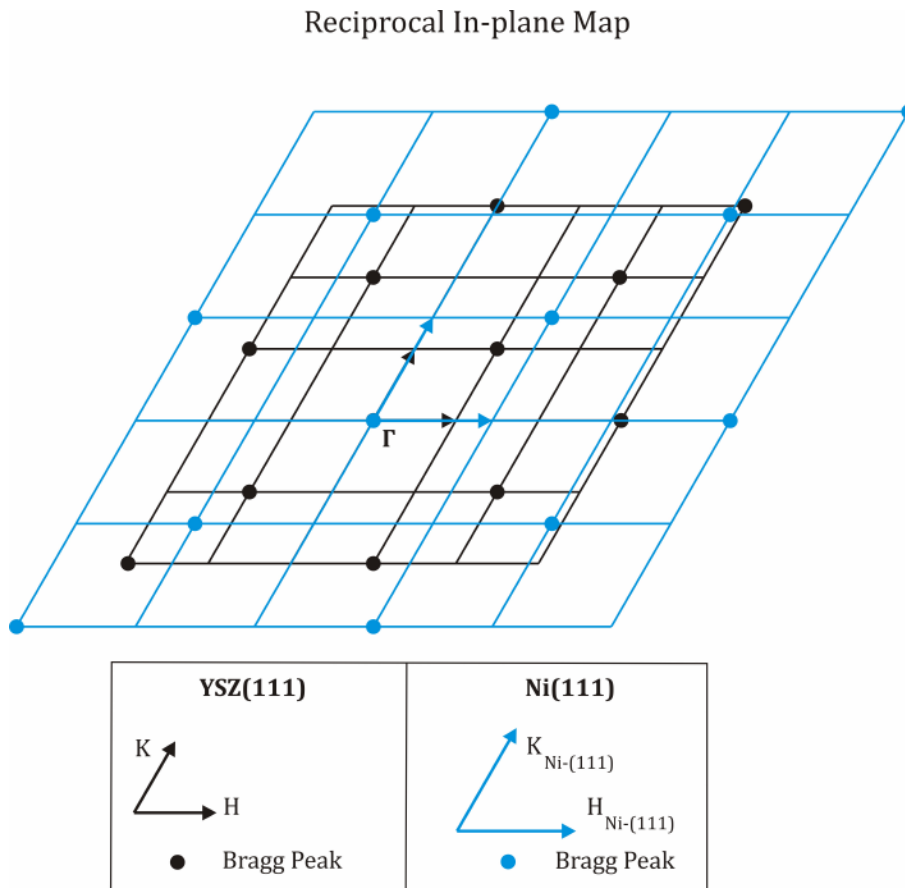 Reciprocal In-plane Map
Γ
YSZ(111)
K
H
Bragg Peak
Ni(111)
K Ni-(111)
H Ni-(111)
Bragg Peak